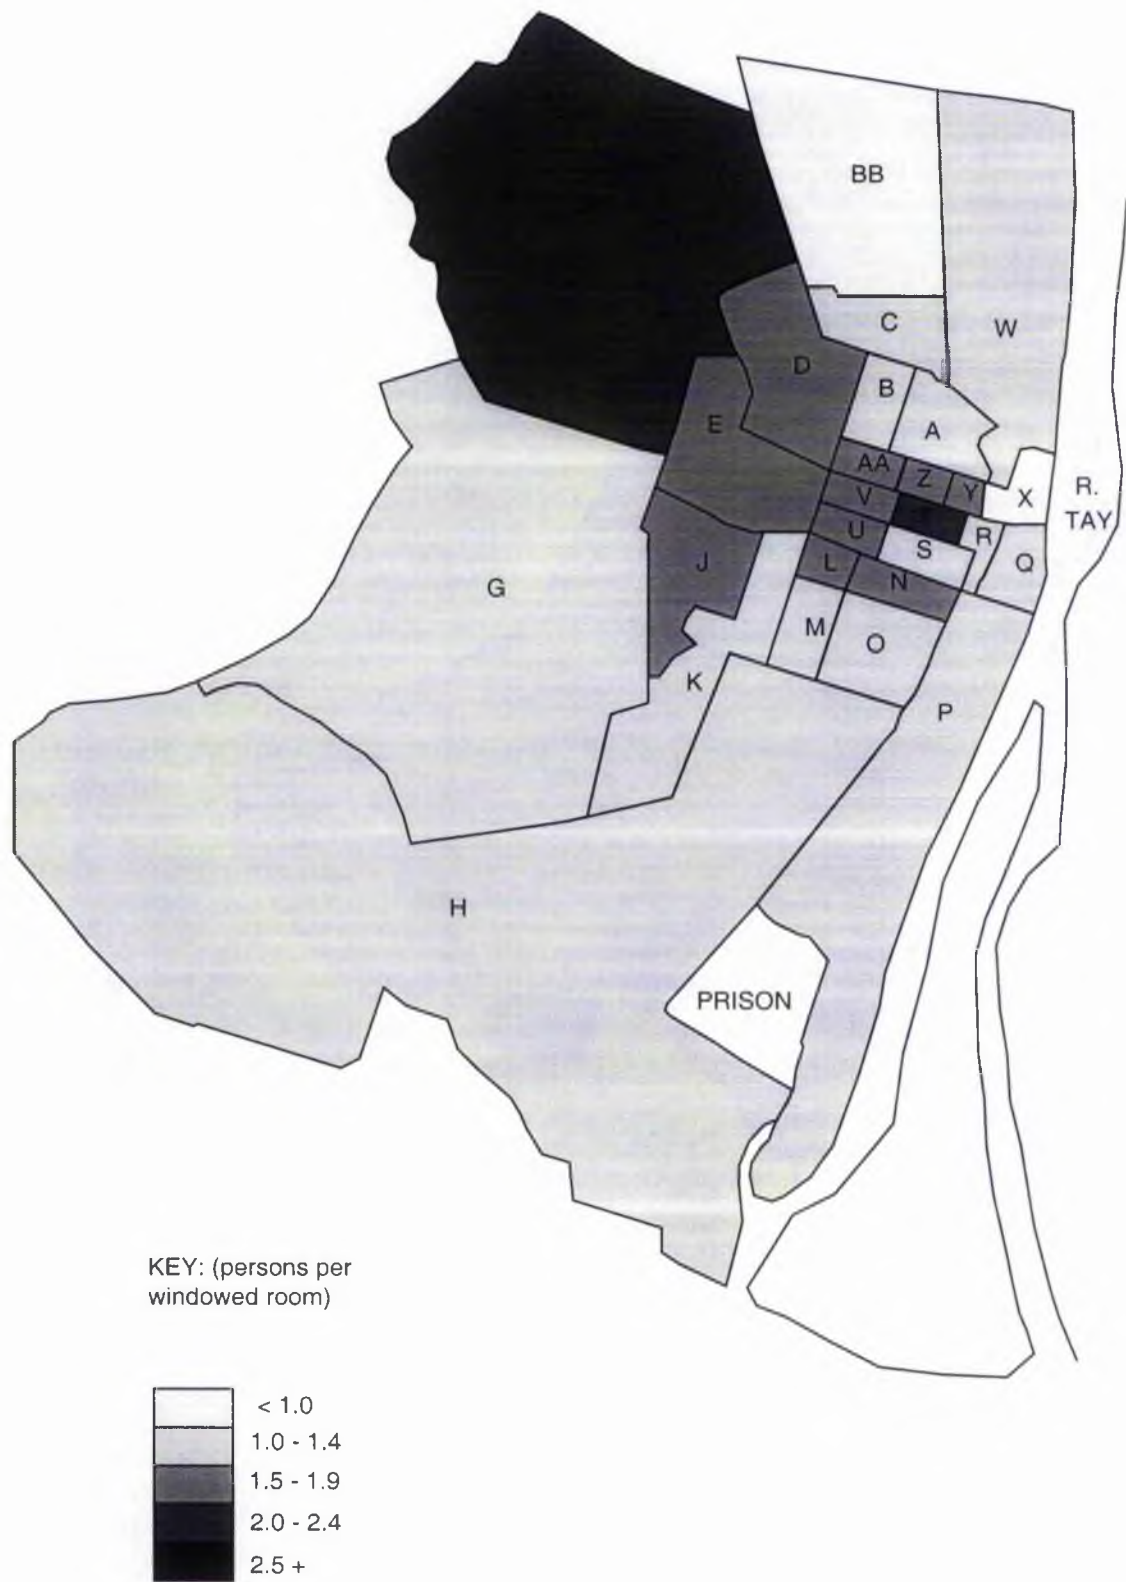 BB
C
W
D
B
E
A
AA
Z
Y
X
R.
TAY
V
U
R
S
Q
J
L
N
G
M
O
K
P
H
PRISON
KEY: (persons per
windowed room)
< 1.0
1.0 - 1.4
1.5 - 1.9
2.0 - 2.4
2.5 +